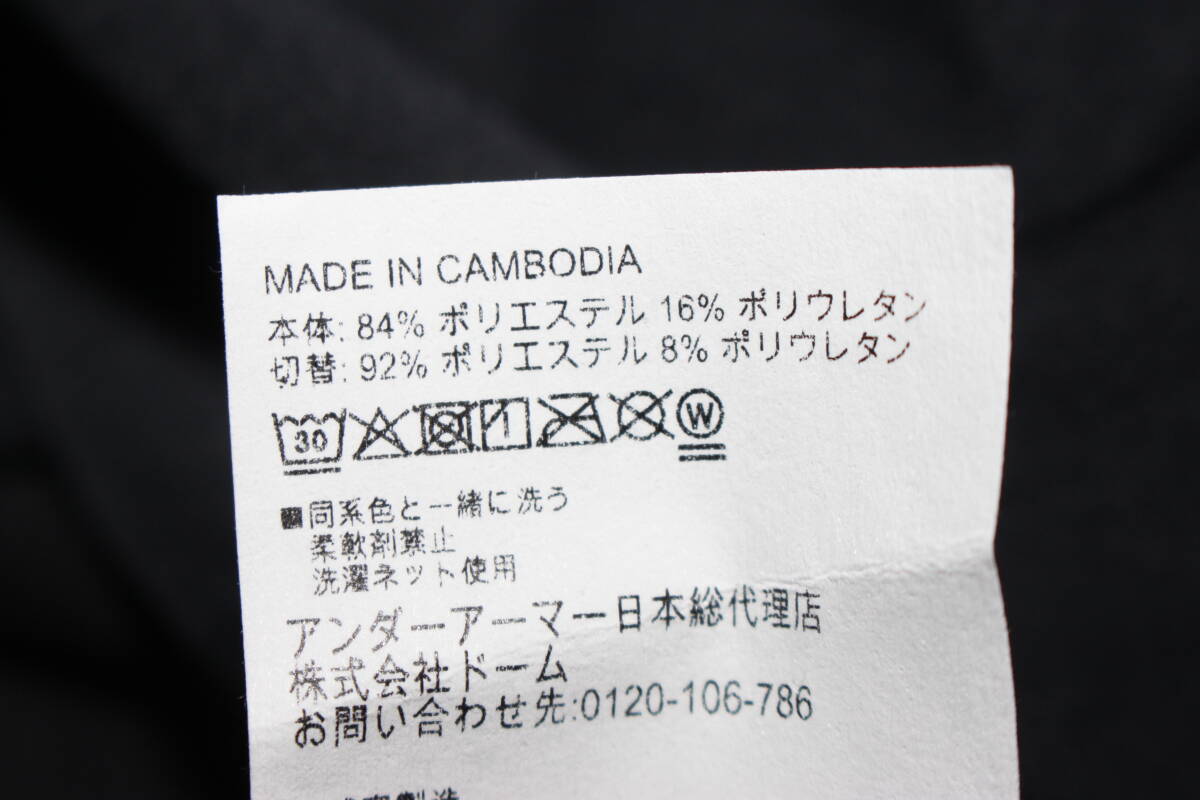 MADE IN CAMBODIA
本体: 84% ポリエステル 16% ポリウレタン
切替: 92% ポリエステル 8% ポリウレタン
30 W
■同系色と一緒に洗う
柔軟剤禁止
洗濯ネット使用
アンダーアーマー日本総代理店
株式会社ドーム
お問い合わせ先:0120-106-786
製造